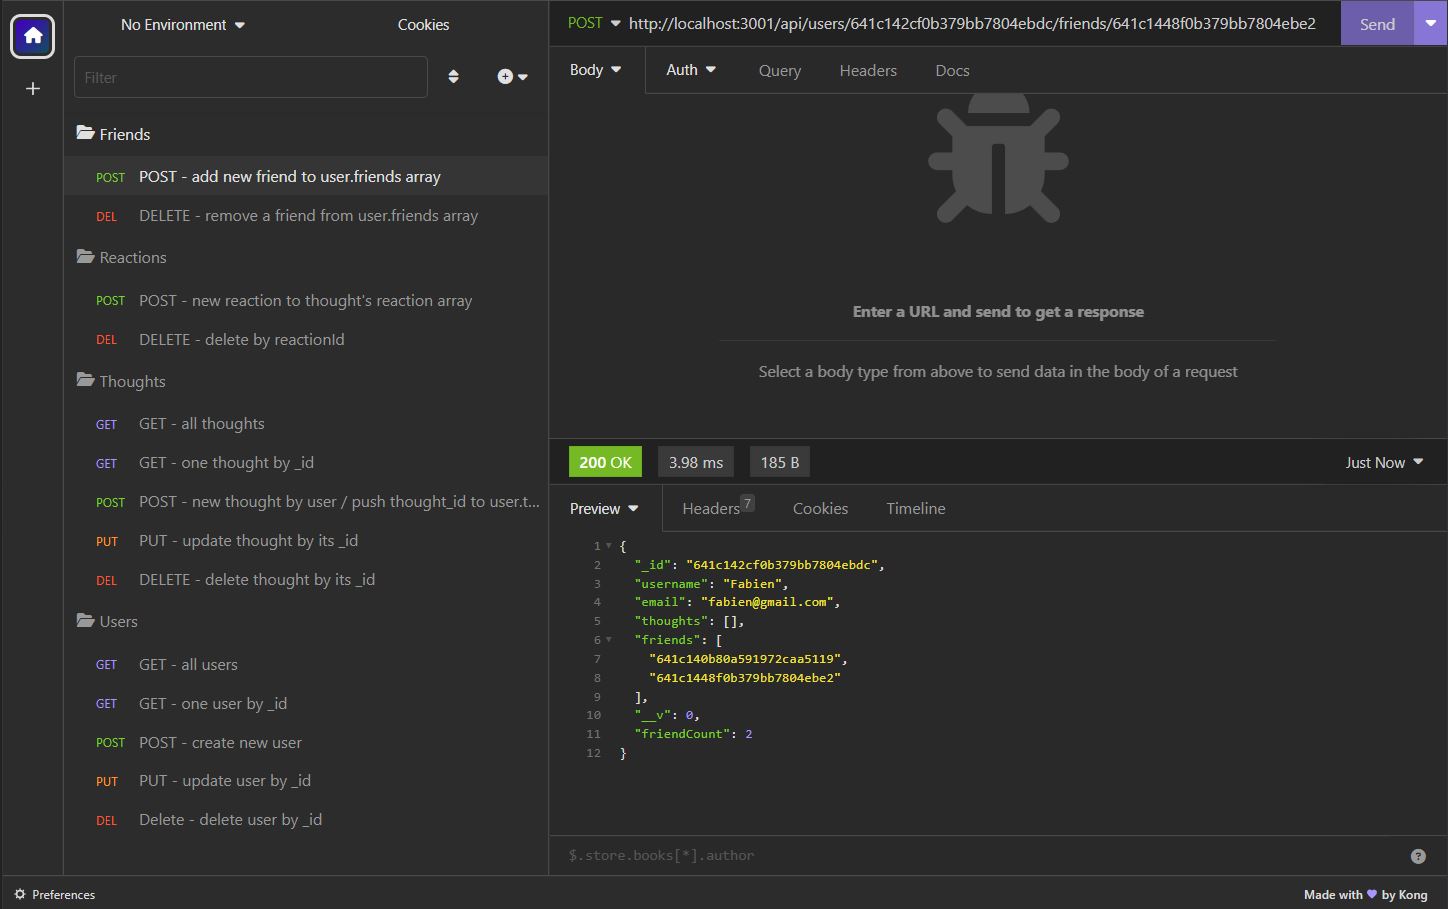 No Environment
Cookies
Filter
Friends
POST POST - add new friend to user.friends array
DEL DELETE - remove a friend from user.friends array
Reactions
POST POST - new reaction to thought's reaction array
DEL DELETE - delete by reactionId
Thoughts
GET GET - all thoughts
GET GET - one thought by _id
POST POST - new thought by user / push thought_id to user.t...
PUT PUT - update thought by its _id
DEL DELETE - delete thought by its _id
Users
GET GET - all users
GET GET - one user by _id
POST POST - create new user
PUT PUT - update user by _id
DEL Delete - delete user by _id
POST http://localhost:3001/api/users/641c142cf0b379bb7804ebdc/friends/641c1448f0b379bb7804ebe2 Send
Body Auth Query Headers Docs
Enter a URL and send to get a response
Select a body type from above to send data in the body of a request
200 OK 3.98 ms 185 B Just Now
Preview Headers 7 Cookies Timeline
1 {
2 "_id": "641c142cf0b379bb7804ebdc",
3 "username": "Fabien",
4 "email": "fabien@gmail.com",
5 "thoughts": [],
6 "friends": [
7 "641c140b80a591972caa5119",
8 "641c1448f0b379bb7804ebe2"
9 ],
10 "__v": 0,
11 "friendCount": 2
12 }
$.store.books[*].author
Preferences
Made with by Kong